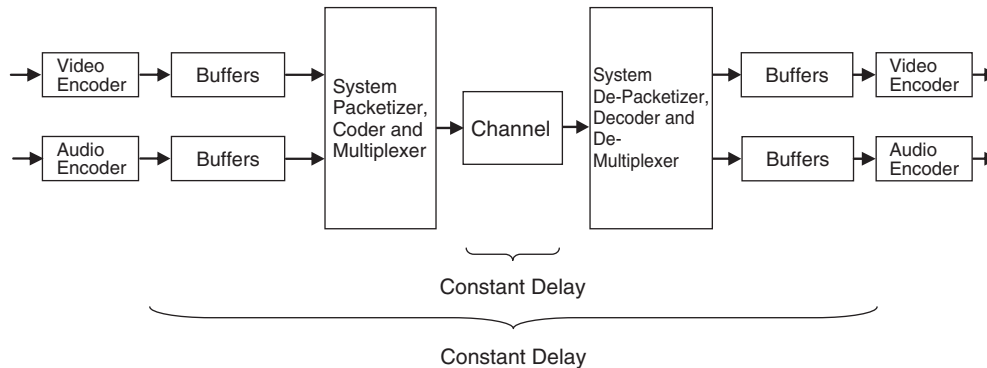 Video
Encoder
Buffers
System
Packetizer,
Coder and
Multiplexer
Audio
Encoder
Buffers
Channel
System
De-Packetizer,
Decoder and
De-
Multiplexer
Buffers
Video
Encoder
Buffers
Audio
Encoder
Constant Delay
Constant Delay